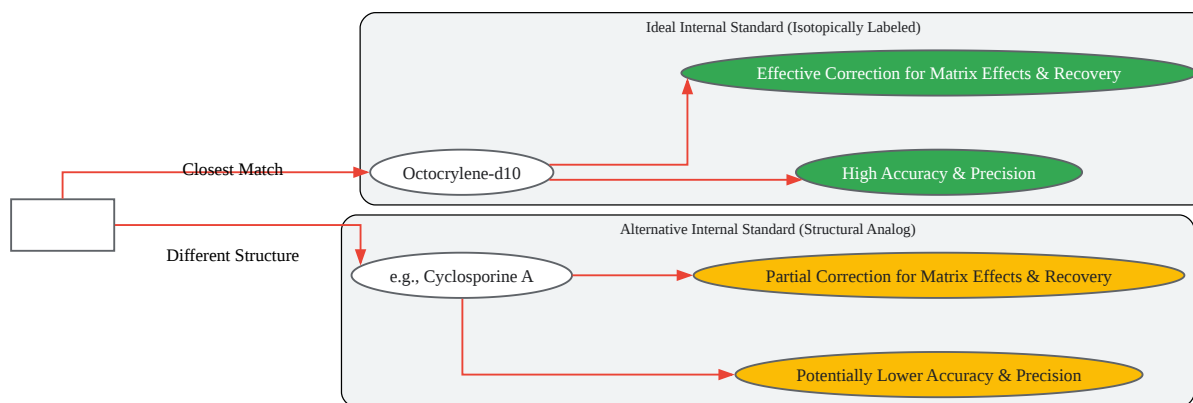 Ideal Internal Standard (Isotopically Labeled)
Effective Correction for Matrix Effects & Recovery
Closest Match
Octocrylene-d10
High Accuracy & Precision
Alternative Internal Standard (Structural Analog)
Different Structure
e.g., Cyclosporine A
Partial Correction for Matrix Effects & Recovery
Potentially Lower Accuracy & Precision